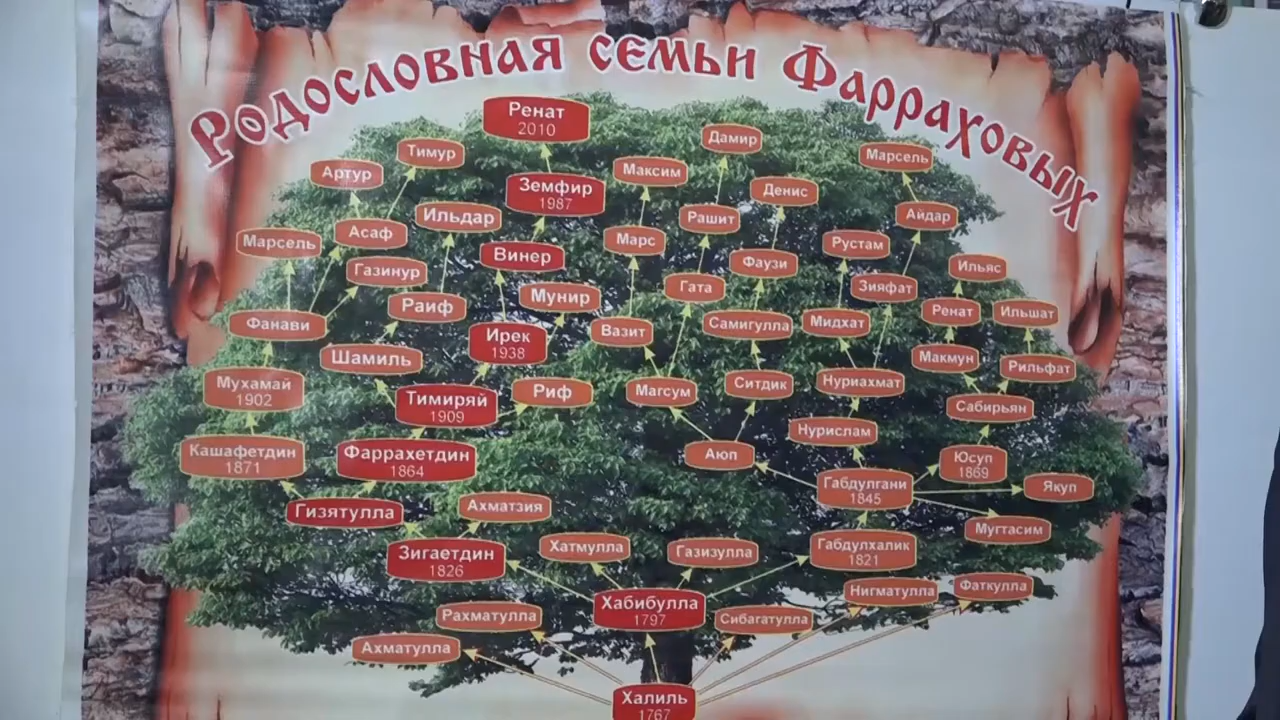 Родословная семьи Фарраховых
Ренат
2010
Дамир
Тимур
Марсель
Артур
Максим
Земфир
1987
Денис
Ильдар
Рашит
Айдар
Асаф
Марсель
Марс
Рустам
Винер
Фаузи
Ильяс
Газинур
Гата
Зияфат
Мунир
Раиф
Ренат
Ильшат
Фанави
Самигулла
Мидхат
Вазит
Ирек
1938
Шамиль
Макмун
Рильфат
Мухамай
1902
Риф
Магсум
Ситдик
Нуриахмат
Тимиряй
1909
Сабирьян
Нурислам
Кашафетдин
1871
Фаррахетдин
1864
Аюп
Юсуп
1869
Габдулгани
1845
Якуп
Гизятулла
Ахматзия
Мугтасим
Зигаетдин
1826
Хатмулла
Газизулла
Габдулхалик
1821
Нигматулла
Фаткулла
Рахматулла
Хабибулла
1797
Сибагатулла
Ахматулла
Халиль
1767